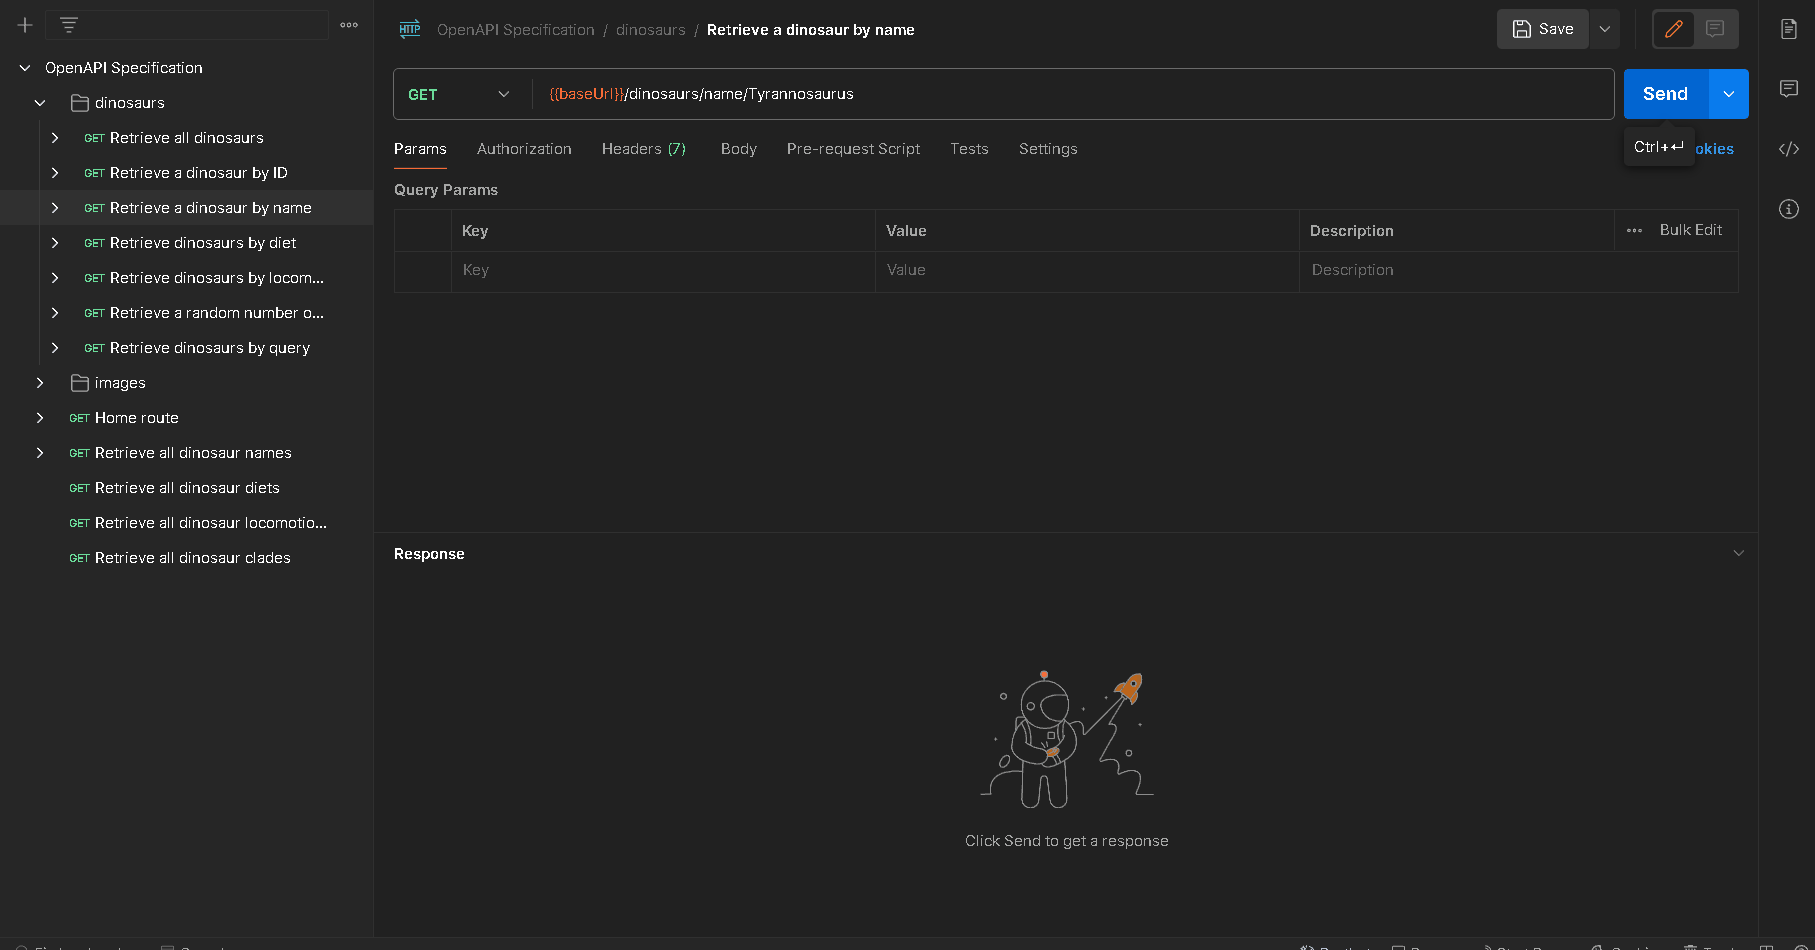 HTTP OpenAPI Specification / dinosaurs / Retrieve a dinosaur by name Save
OpenAPI Specification
dinosaurs
GET Retrieve all dinosaurs
GET Retrieve a dinosaur by ID
GET Retrieve a dinosaur by name
GET Retrieve dinosaurs by diet
GET Retrieve dinosaurs by locom...
GET Retrieve a random number o...
GET Retrieve dinosaurs by query
images
GET Home route
GET Retrieve all dinosaur names
GET Retrieve all dinosaur diets
GET Retrieve all dinosaur locomotio...
GET Retrieve all dinosaur clades
GET {{baseUrl}}/dinosaurs/name/Tyrannosaurus Send
Params Authorization Headers (7) Body Pre-request Script Tests Settings Ctrl+↵ okies
Query Params
Key Value Description ••• Bulk Edit
Key Value Description
Response
Click Send to get a response